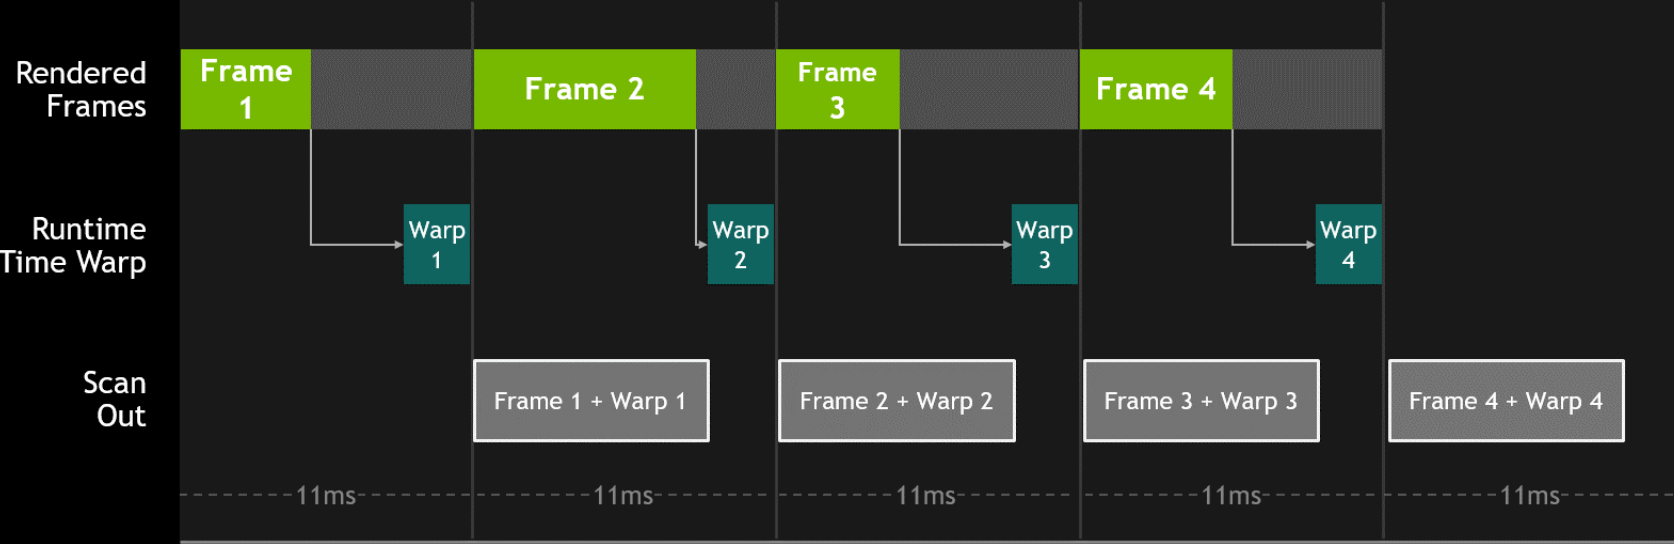 Rendered
Frames
Frame
1
Frame 2
Frame
3
Frame 4
Runtime
Time Warp
Warp
1
Warp
2
Warp
3
Warp
4
Scan
Out
Frame 1 + Warp 1
Frame 2 + Warp 2
Frame 3 + Warp 3
Frame 4 + Warp 4
11ms
11ms
11ms
11ms
11ms